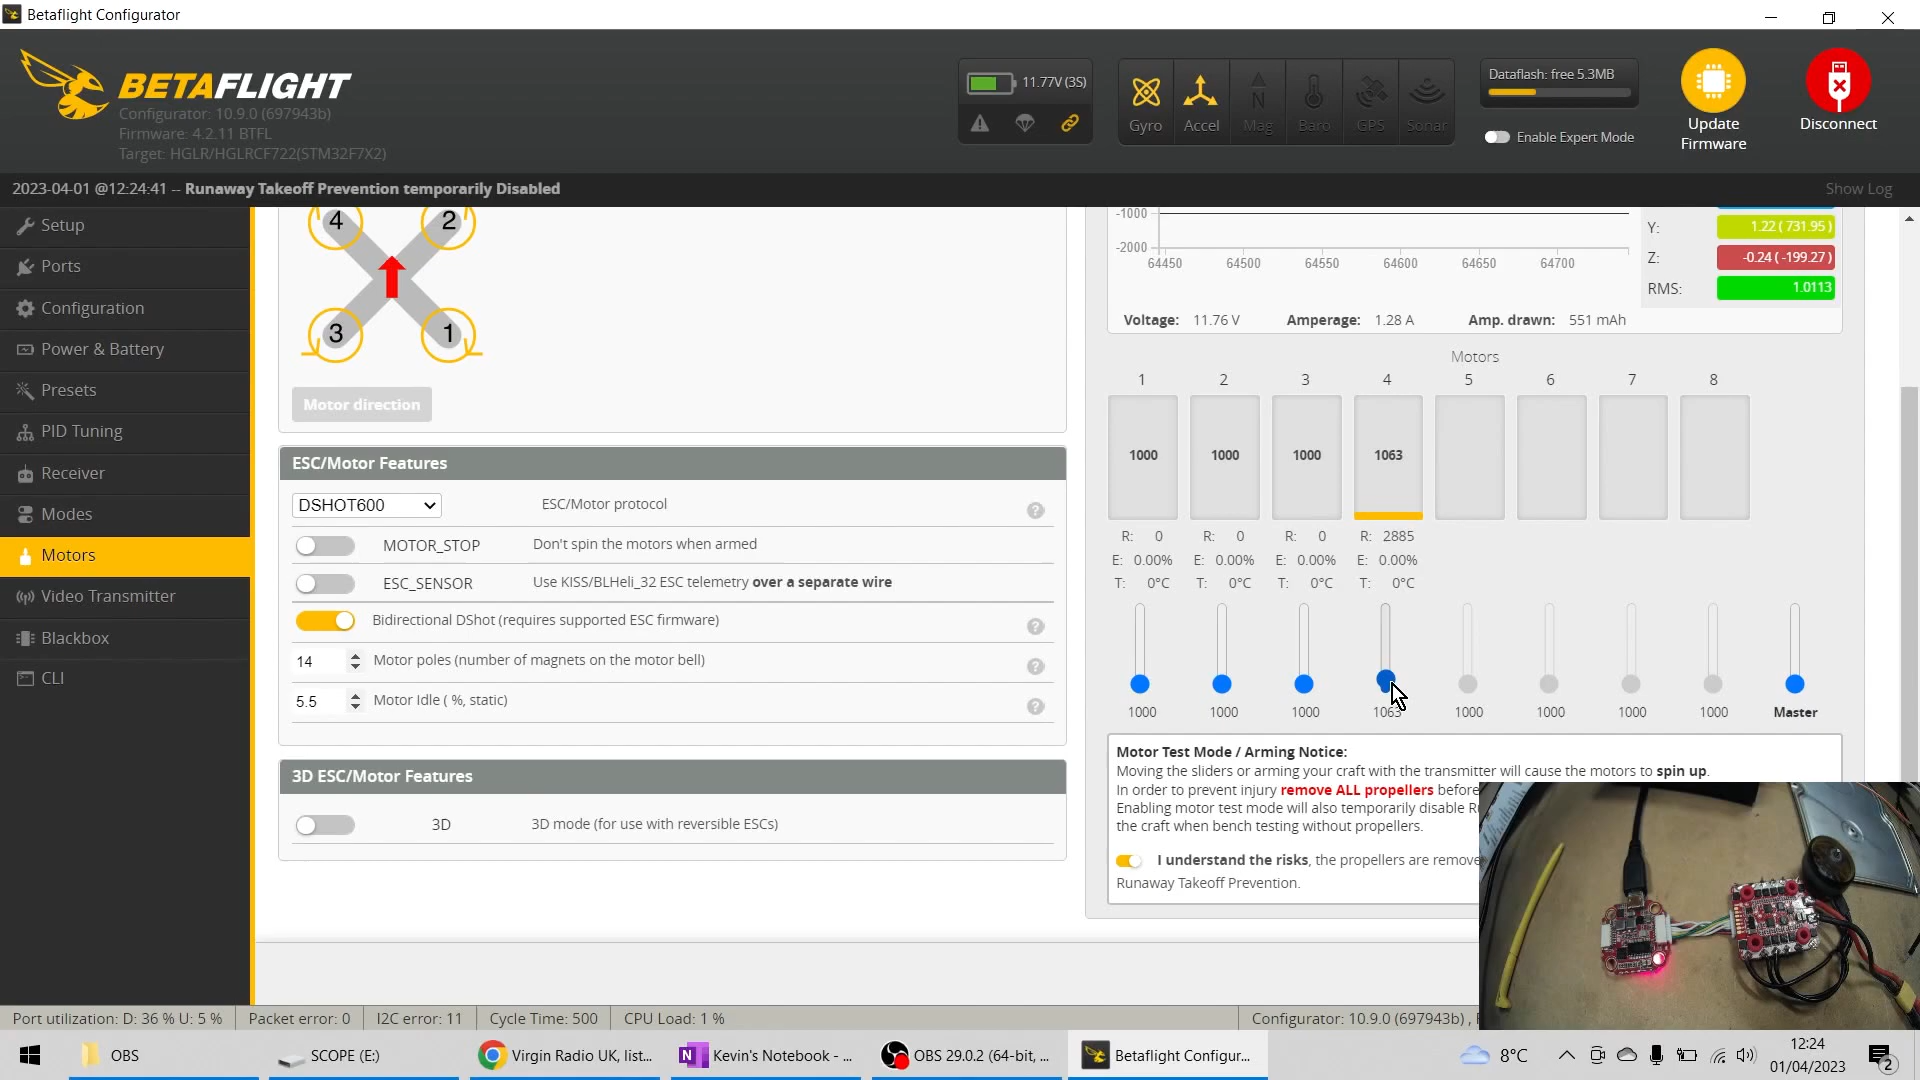 Betaflight Configurator
BETAFLIGHT
Configurator: 10.9.0 (697943b)
Firmware: 4.2.11 BTFL
Target: HGLR/HGLRCF722(STM32F7X2)
11.77V (3S)
Gyro
Accel
Mag
Baro
GPS
Sonar
Dataflash: free 5.3MB
Enable Expert Mode
Update
Firmware
Disconnect
2023-04-01 @12:24:41 -- Runaway Takeoff Prevention temporarily Disabled
Show Log
Setup
Ports
Configuration
Power & Battery
Presets
PID Tuning
Receiver
Modes
Motors
Video Transmitter
Blackbox
CLI
4 2
3 1
Motor direction
ESC/Motor Features
DSHOT600 ESC/Motor protocol ?
MOTOR_STOP Don't spin the motors when armed
ESC_SENSOR Use KISS/BLHeli_32 ESC telemetry over a separate wire
Bidirectional DShot (requires supported ESC firmware) ?
14 Motor poles (number of magnets on the motor bell) ?
5.5 Motor Idle ( %, static) ?
3D ESC/Motor Features
3D 3D mode (for use with reversible ESCs)
-1000
-2000
64450 64500 64550 64600 64650 64700
Y: 1.22 ( 731.95 )
Z: -0.24 ( -199.27 )
RMS: 1.0113
Voltage: 11.76 V Amperage: 1.28 A Amp. drawn: 551 mAh
Motors
1 2 3 4 5 6 7 8
1000 1000 1000 1063
R: 0 R: 0 R: 0 R: 2885
E: 0.00% E: 0.00% E: 0.00% E: 0.00%
T: 0°C T: 0°C T: 0°C T: 0°C
1000 1000 1000 1063 1000 1000 1000 1000 Master
Motor Test Mode / Arming Notice:
Moving the sliders or arming your craft with the transmitter will cause the motors to spin up.
In order to prevent injury remove ALL propellers before
Enabling motor test mode will also temporarily disable
the craft when bench testing without propellers.
I understand the risks, the propellers are remove
Runaway Takeoff Prevention.
Port utilization: D: 36 % U: 5 % Packet error: 0 I2C error: 11 Cycle Time: 500 CPU Load: 1 % Configurator: 10.9.0 (697943b) ,
OBS
SCOPE (E:)
Virgin Radio UK, list...
Kevin's Notebook - ...
OBS 29.0.2 (64-bit, ...
Betaflight Configur...
8°C
12:24
01/04/2023
2